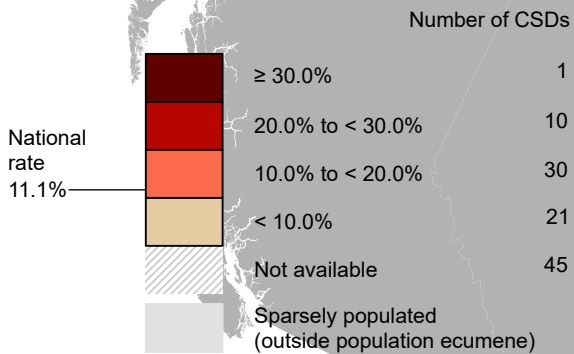 Number of CSDs
≥ 30.0% 1
20.0% to < 30.0% 10
National
rate
11.1%
10.0% to < 20.0% 30
< 10.0% 21
Not available 45
Sparsely populated
(outside population ecumene)